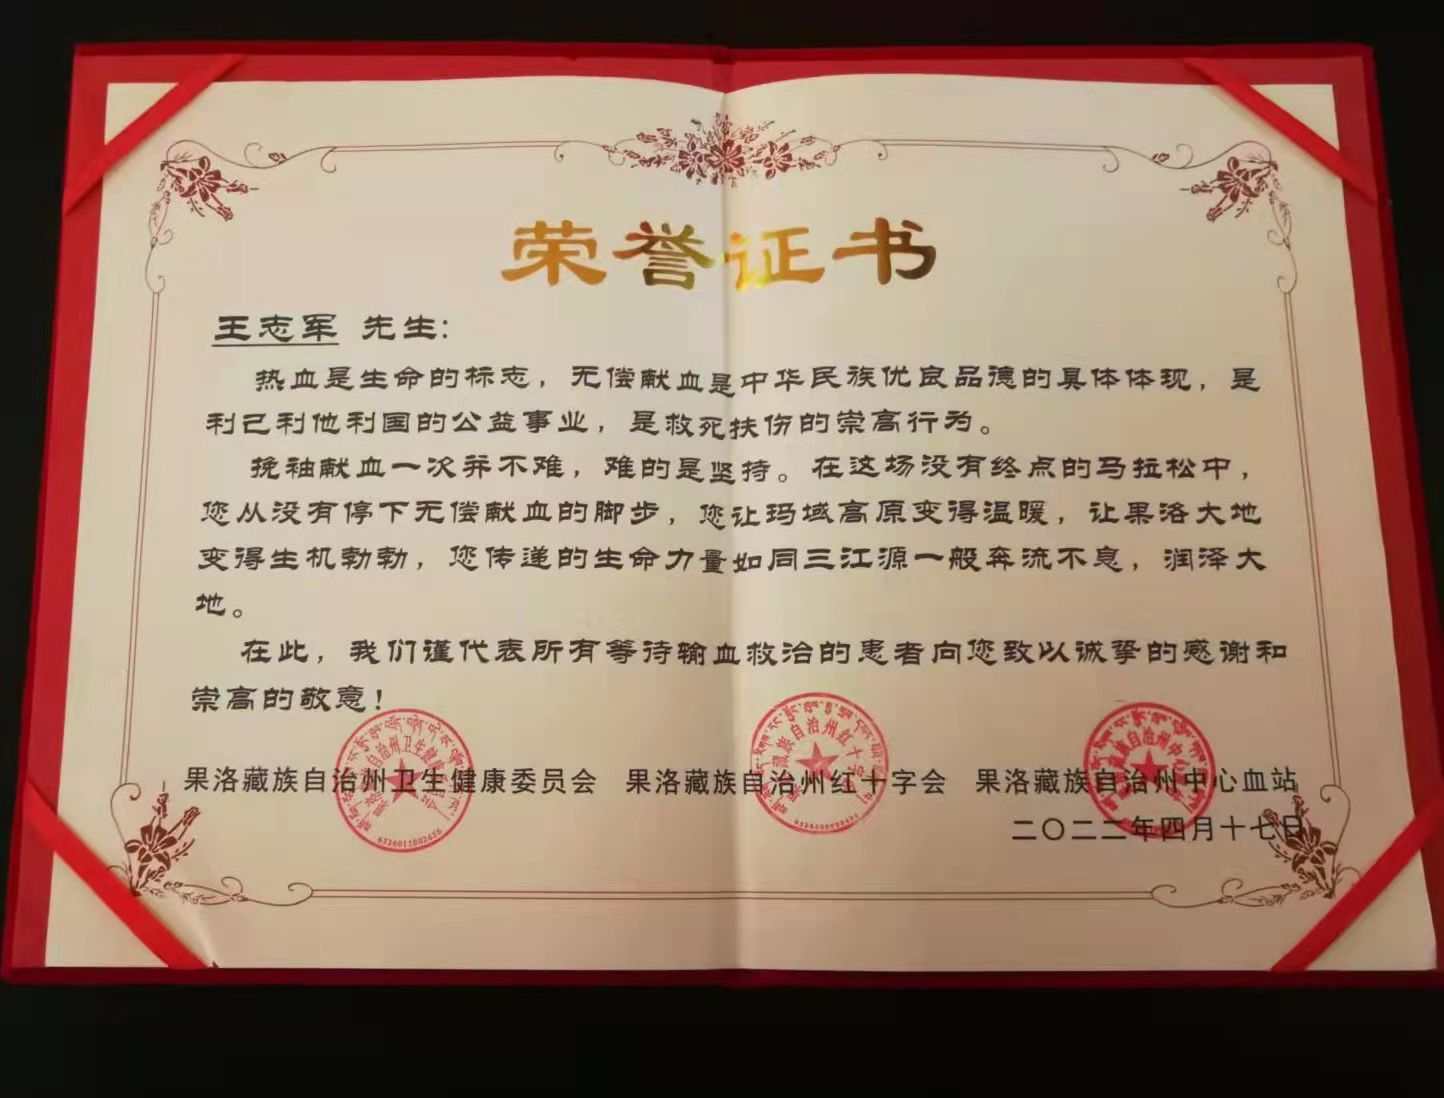 荣誉证书
王志军 先生:
热血是生命的标志，无偿献血是中华民族优良品德的具体体现，是
利己利他利国的公益事业，是救死扶伤的崇高行为。
挽袖献血一次并不难，难的是坚持。在这场没有终点的马拉松中，
您从没有停下无偿献血的脚步，您让玛域高原变得温暖，让果洛大地
变得生机勃勃，您传递的生命力量如同三江源一般奔流不息，润泽大
地。
在此，我们谨代表所有等待输血救治的患者向您致以诚挚的感谢和
崇高的敬意！
果洛藏族自治州卫生健康委员会 果洛藏族自治州红十字会 果洛藏族自治州中心血站
二〇二二年四月十七日